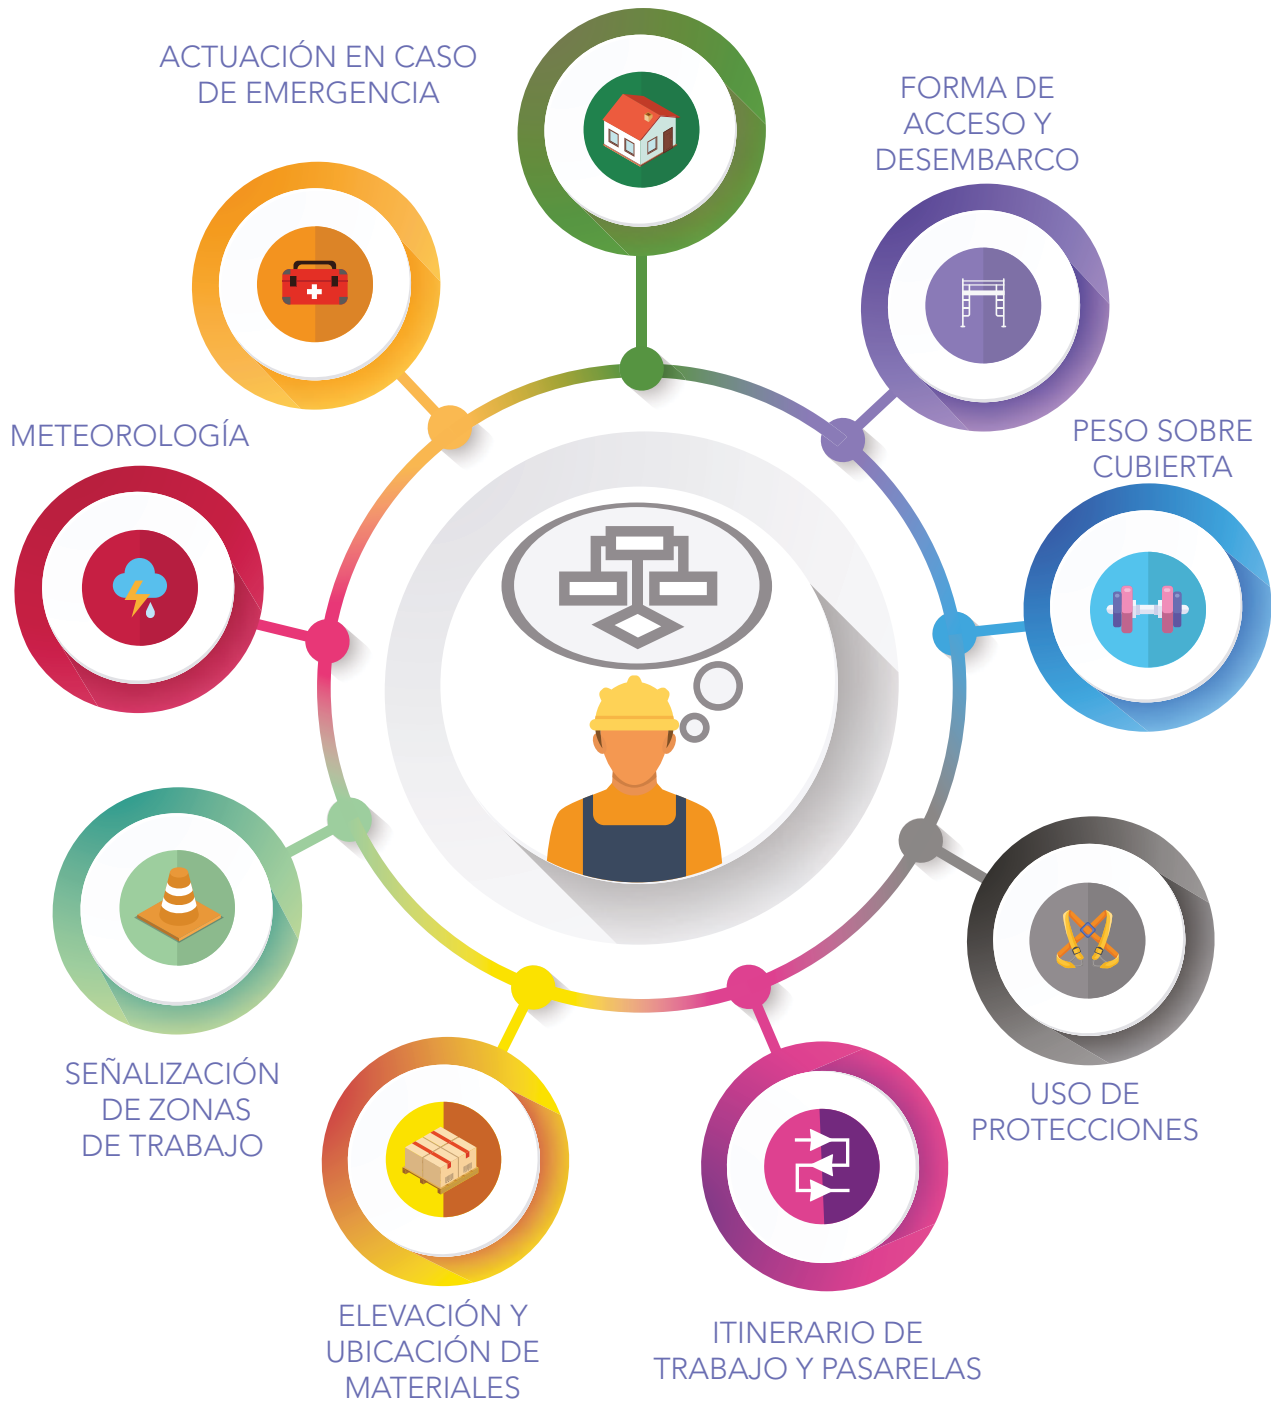 ACTUACIÓN EN CASO
DE EMERGENCIA
FORMA DE
ACCESO Y
DESEMBARCO
METEOROLOGÍA
PESO SOBRE
CUBIERTA
SEÑALIZACIÓN
DE ZONAS
DE TRABAJO
USO DE
PROTECCIONES
ELEVACIÓN Y
UBICACIÓN DE
MATERIALES
ITINERARIO DE
TRABAJO Y PASARELAS